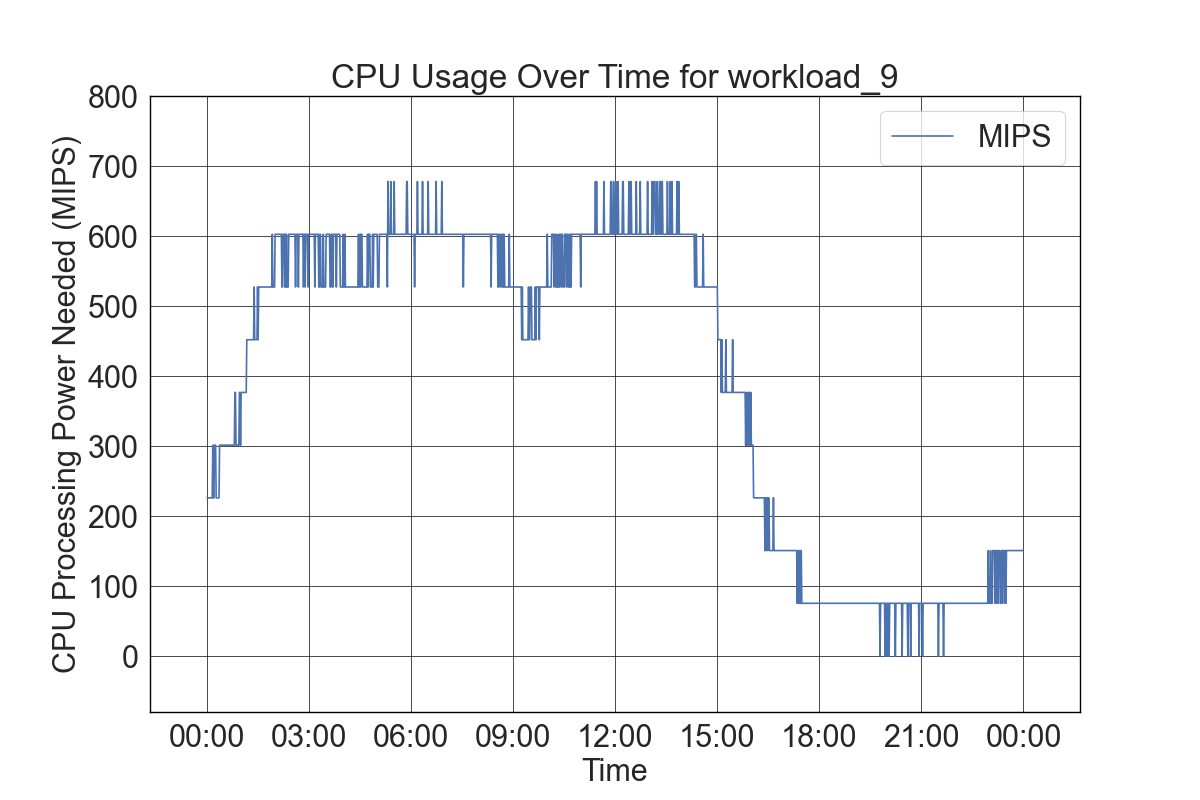 CPU Usage Over Time for workload_9
MIPS
CPU Processing Power Needed (MIPS)
800
700
600
500
400
300
200
100
0
00:00 03:00 06:00 09:00 12:00 15:00 18:00 21:00 00:00
Time